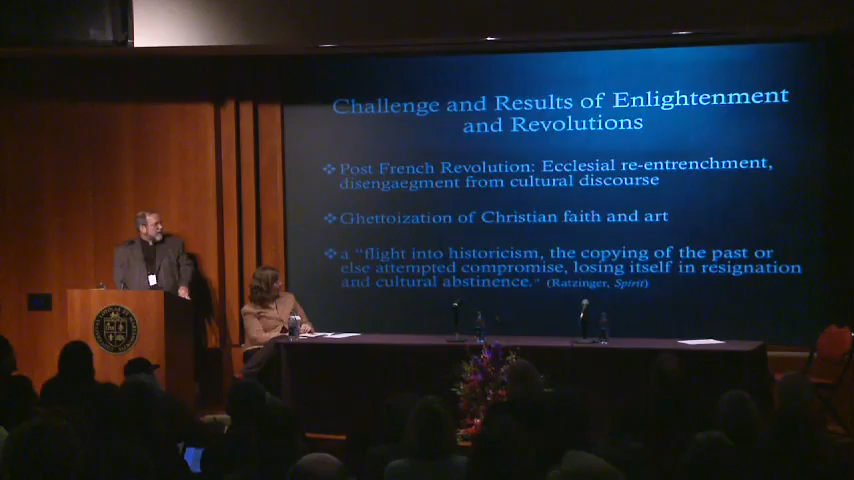 Challenge and Results of Enlightenment
and Revolutions
❖ Post French Revolution: Ecclesial re-entrenchment,
disengaegment from cultural discourse
❖ Ghettoization of Christian faith and art
❖ a "flight into historicism, the copying of the past or
else attempted compromise, losing itself in resignation
and cultural abstinence." (Ratzinger, Spirit)